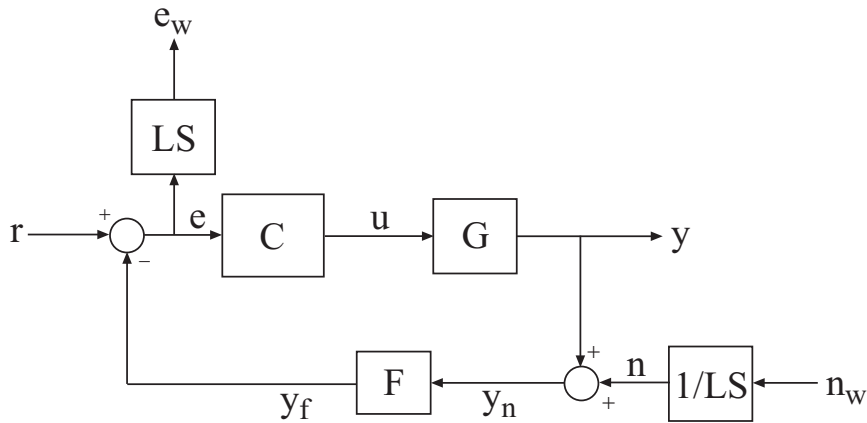 e_w
LS
r + e C u G y
−
+
y_f F y_n + n 1/LS n_w